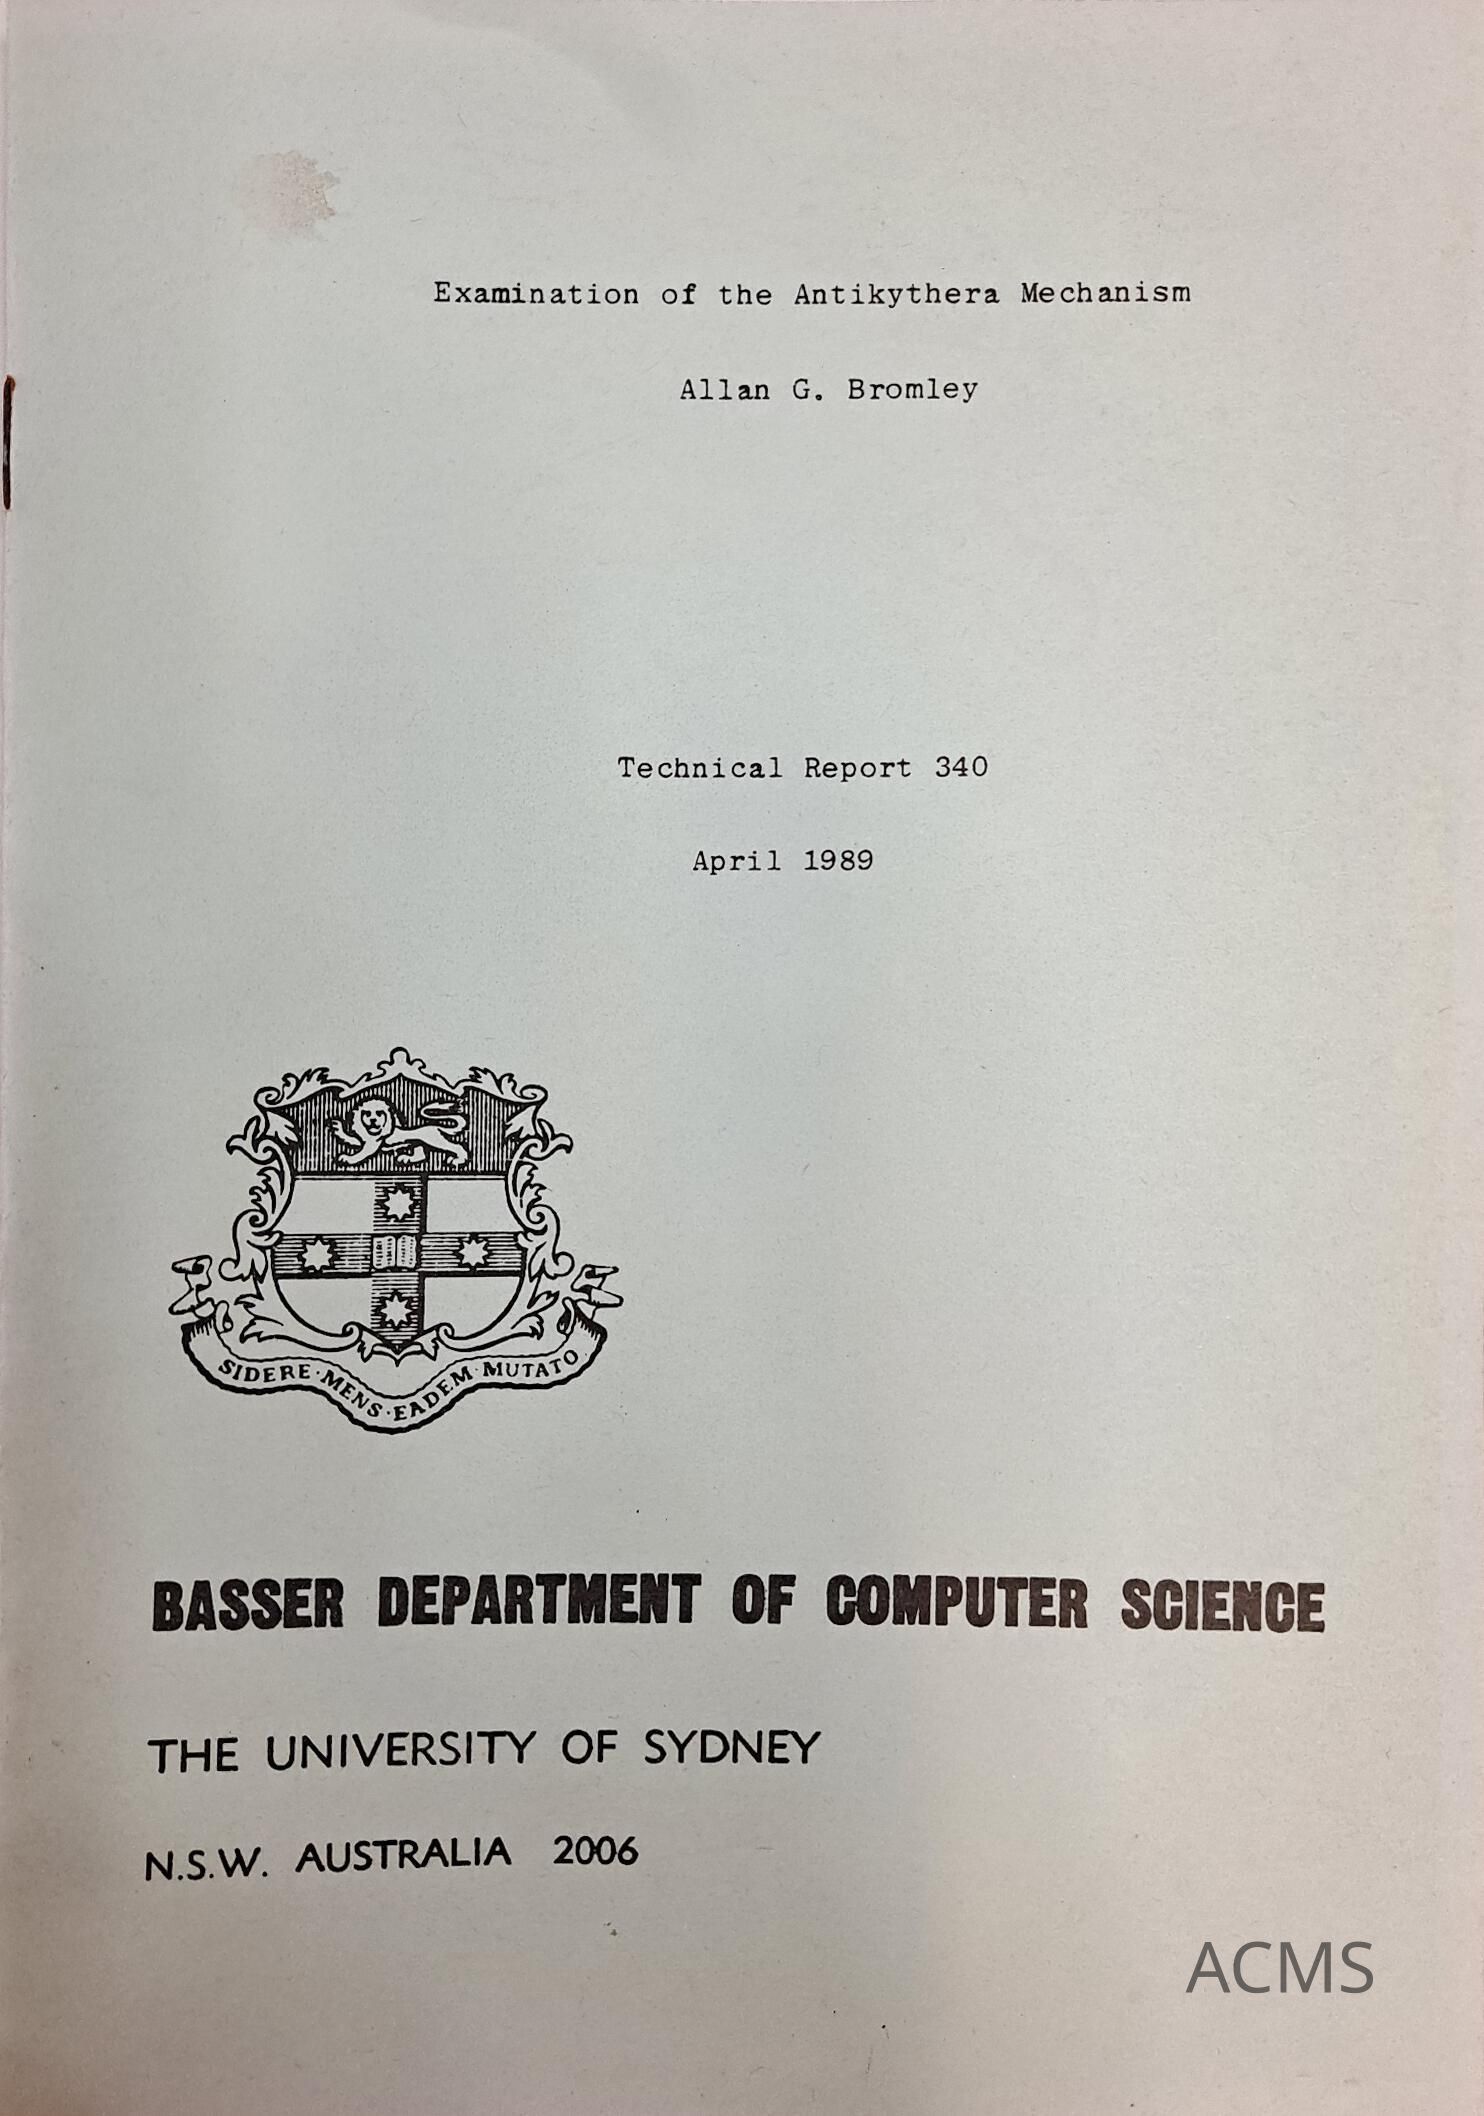 Examination of the Antikythera Mechanism
Allan G. Bromley
Technical Report 340
April 1989
SIDERE·MENS·EADEM·MUTATO
BASSER DEPARTMENT OF COMPUTER SCIENCE
THE UNIVERSITY OF SYDNEY
N.S.W. AUSTRALIA 2006
ACMS